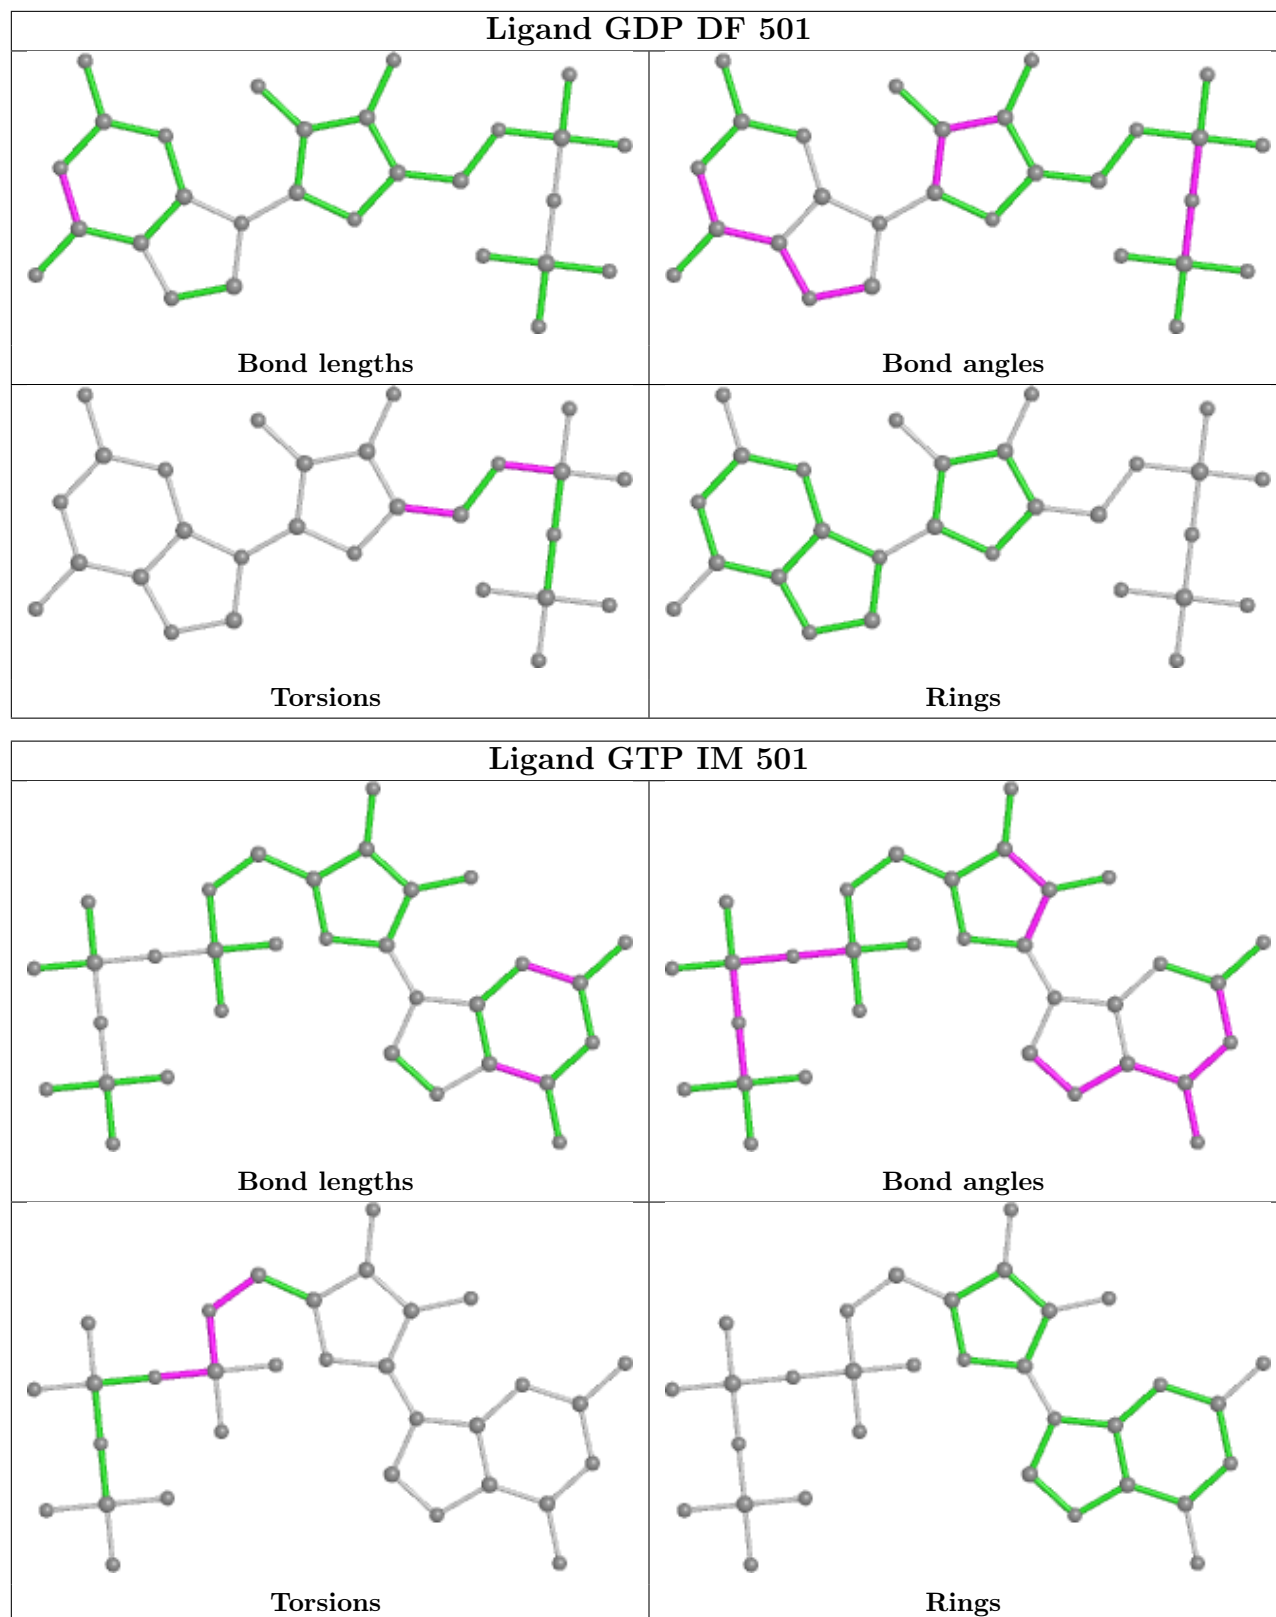 Ligand GDP DF 501
Bond lengths
Bond angles
Torsions
Rings
Ligand GTP IM 501
Bond lengths
Bond angles
Torsions
Rings